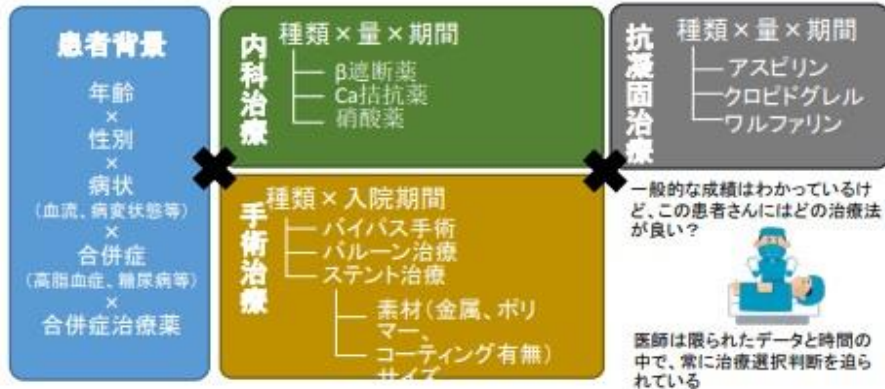 患者背景
年齢
×
性別
×
病状
(血流、病変状態等)
×
合併症
(高脂血症、糖尿病等)
×
合併症治療薬
内科治療
種類×量×期間
β遮断薬
Ca拮抗薬
硝酸薬
手術治療
種類×入院期間
バイパス手術
バルーン治療
ステント治療
素材(金属、ポリ
マー、
コーティング有無)
サイズ
抗凝固治療
種類×量×期間
アスピリン
クロピドグレル
ワルファリン
一般的な成績はわかっているけ
ど、この患者さんにはどの治療法
が良い?
医師は限られたデータと時間の
中で、常に治療選択判断を迫ら
れている